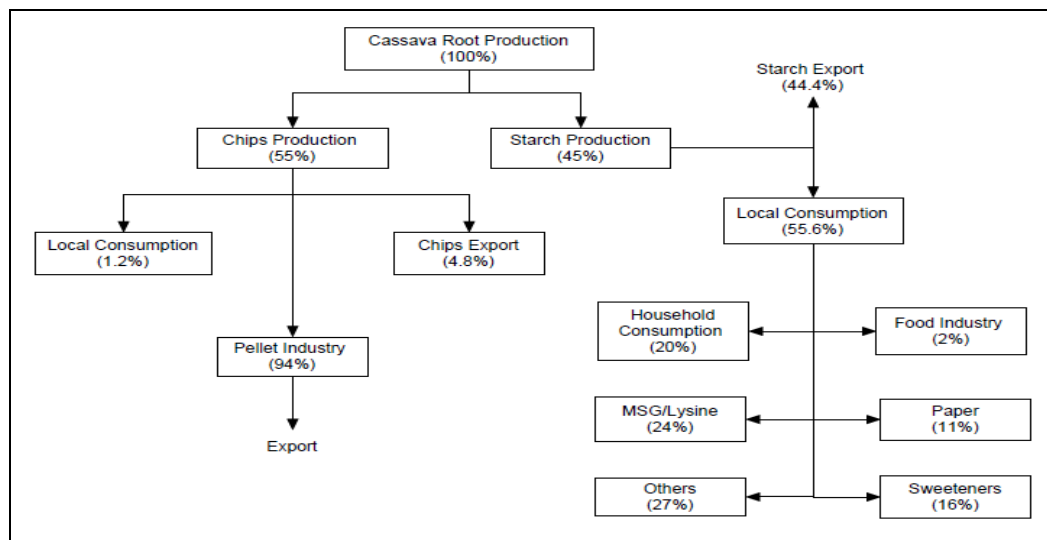 Cassava Root Production
(100%)
Starch Export
(44.4%)
Chips Production
(55%)
Starch Production
(45%)
Local Consumption
(55.6%)
Local Consumption
(1.2%)
Chips Export
(4.8%)
Household
Consumption
(20%)
Food Industry
(2%)
Pellet Industry
(94%)
MSG/Lysine
(24%)
Paper
(11%)
Export
Others
(27%)
Sweeteners
(16%)